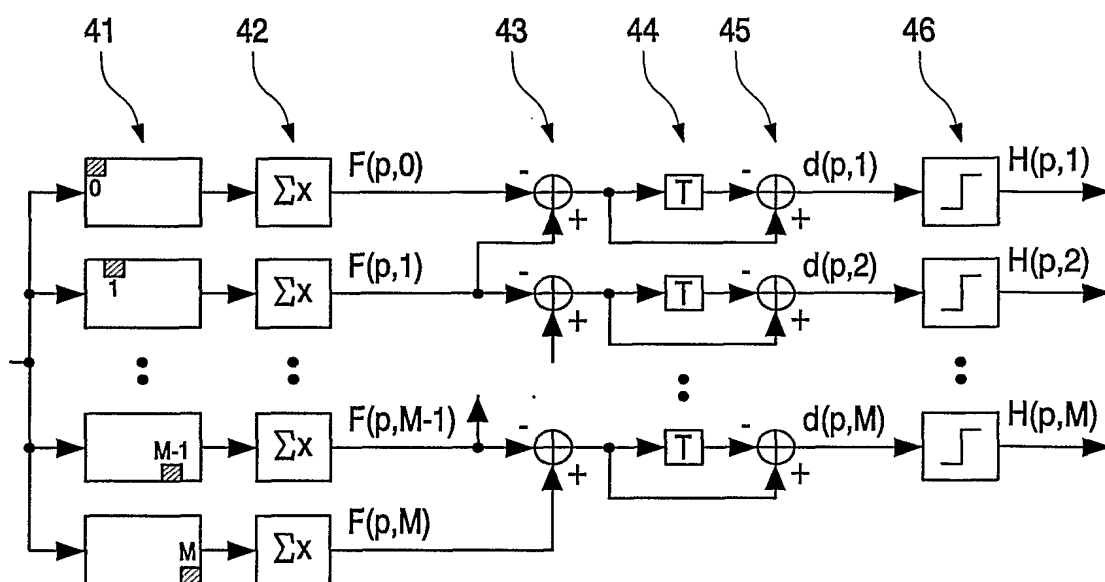 41 42 43 44 45 46
0 Σx F(p,0) - + T - + d(p,1) H(p,1)
1 Σx F(p,1) - + T - + d(p,2) H(p,2)
M-1 Σx F(p,M-1) - + T - + d(p,M) H(p,M)
M Σx F(p,M)